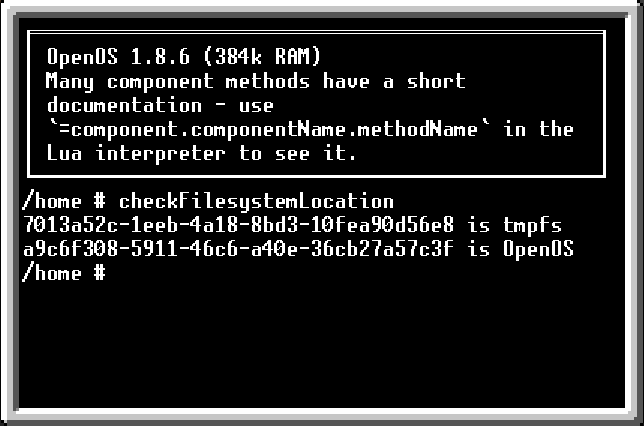 OpenOS 1.8.6 (384k RAM)
Many component methods have a short
documentation - use
`=component.componentName.methodName` in the
Lua interpreter to see it.
/home # checkFilesystemLocation
7013a52c-1eeb-4a18-8bd3-10fea90d56e8 is tmpfs
a9c6f308-5911-46c6-a40e-36cb27a57c3f is OpenOS
/home #